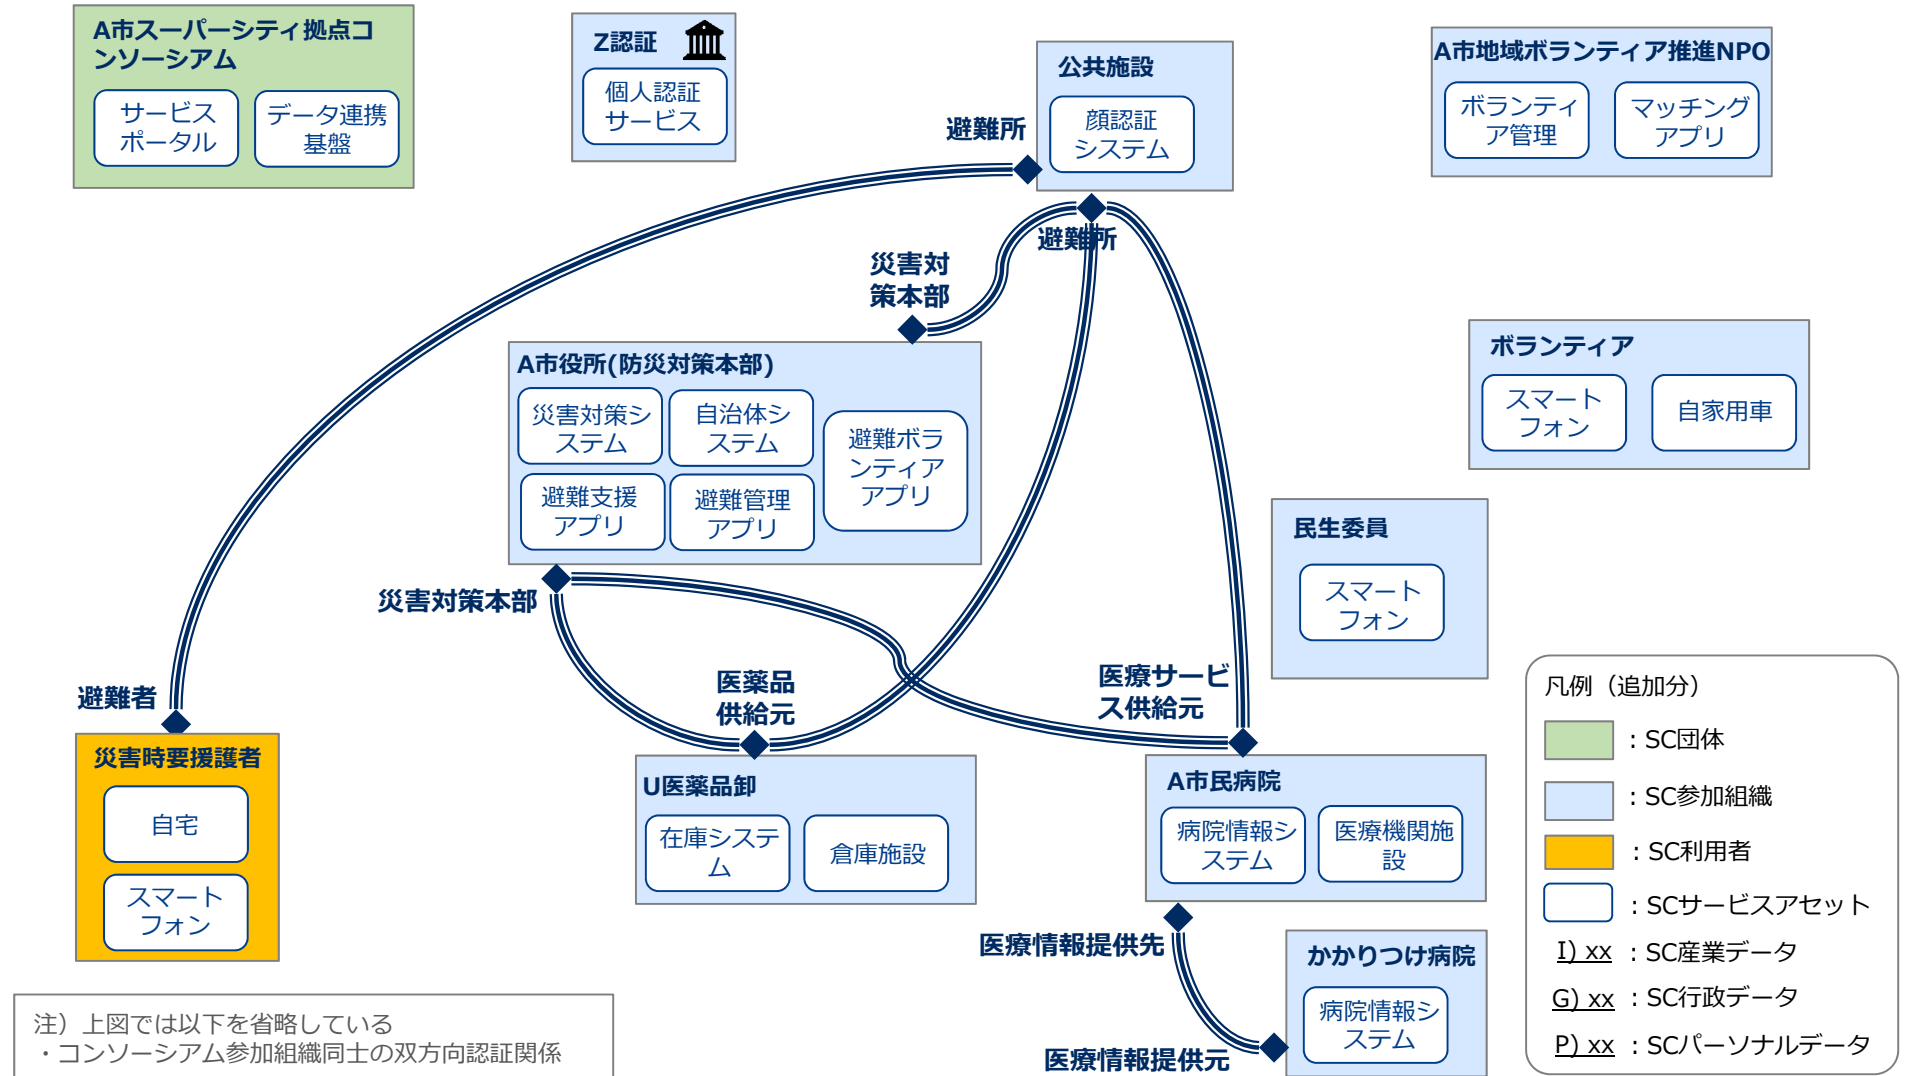 A市スーパーシティ拠点コ
ンソーシアム
サービス
ポータル
データ連携
基盤
Z認証
個人認証
サービス
公共施設
顔認証
システム
避難所
避難所
A市地域ボランティア推進NPO
ボランティ
ア管理
マッチング
アプリ
災害対
策本部
A市役所(防災対策本部)
災害対策シ
ステム
自治体シ
ステム
避難ボラ
ンティア
アプリ
避難支援
アプリ
避難管理
アプリ
ボランティア
スマート
フォン
自家用車
民生委員
スマート
フォン
災害対策本部
避難者
災害時要援護者
自宅
スマート
フォン
医薬品
供給元
U医薬品卸
在庫システ
ム
倉庫施設
医療サービ
ス供給元
A市民病院
病院情報シ
ステム
医療機関施
設
医療情報提供先
医療情報提供元
かかりつけ病院
病院情報シ
ステム
凡例（追加分）
：SC団体
：SC参加組織
：SC利用者
：SCサービスアセット
I) xx ：SC産業データ
G) xx ：SC行政データ
P) xx ：SCパーソナルデータ
注）上図では以下を省略している
・コンソーシアム参加組織同士の双方向認証関係